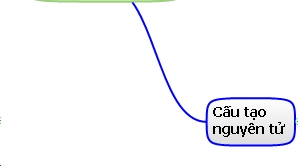 Cấu tạo
nguyên tử